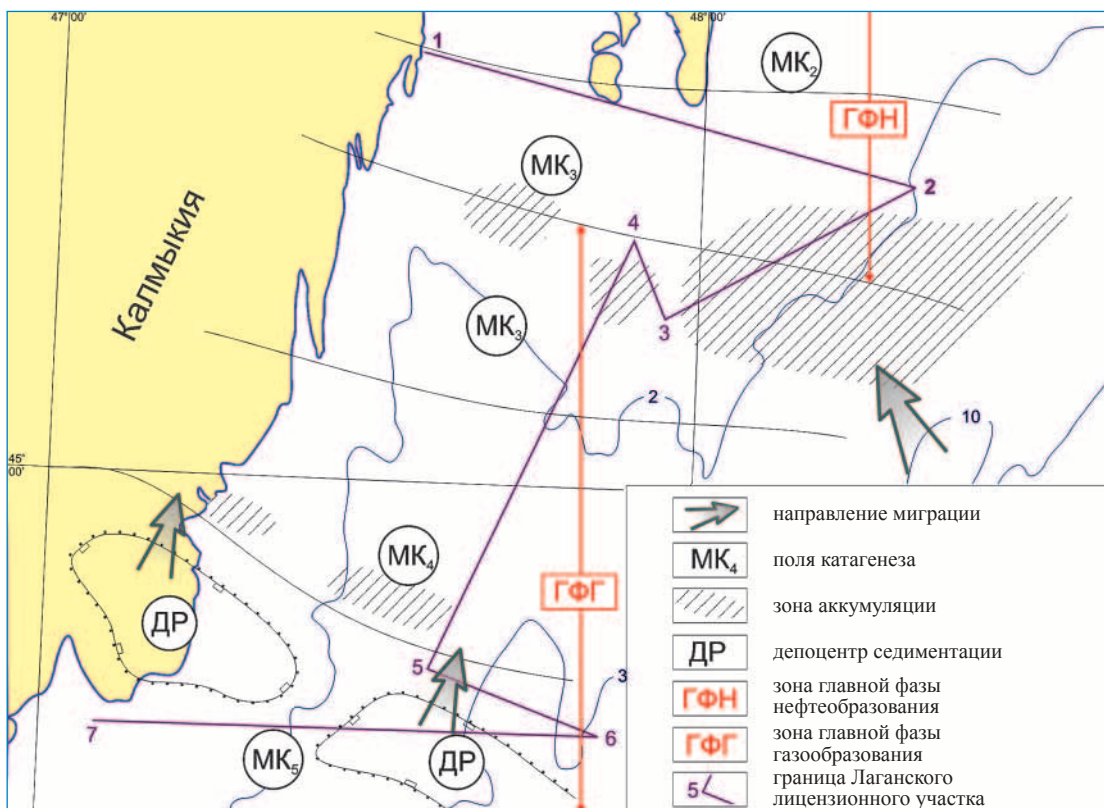 47°00'
48°00'
1
МК₂
ГФН
МК₃
2
4
Калмыкия
3
МК₃
2
10
45°
00'
МК₄
ГФГ
ДР
5
3
7
6
МК₅
ДР
направление миграции
МК₄
поля катагенеза
зона аккумуляции
ДР
депоцентр седиментации
ГФН
зона главной фазы
нефтеобразования
ГФГ
зона главной фазы
газообразования
5
граница Лаганского
лицензионного участка